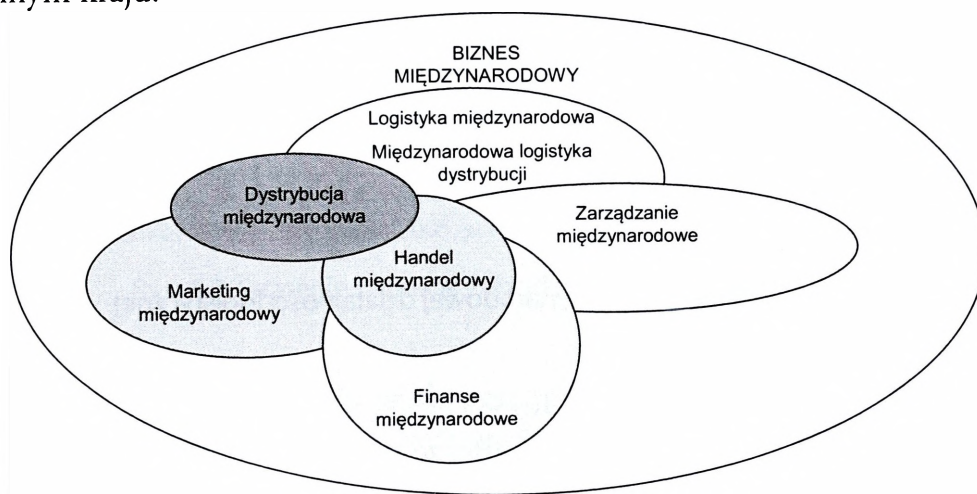 BIZNES
MIĘDZYNARODOWY
Logistyka międzynarodowa
Międzynarodowa logistyka
dystrybucji
Dystrybucja
międzynarodowa
Zarządzanie
międzynarodowe
Handel
międzynarodowy
Marketing
międzynarodowy
Finanse
międzynarodowe